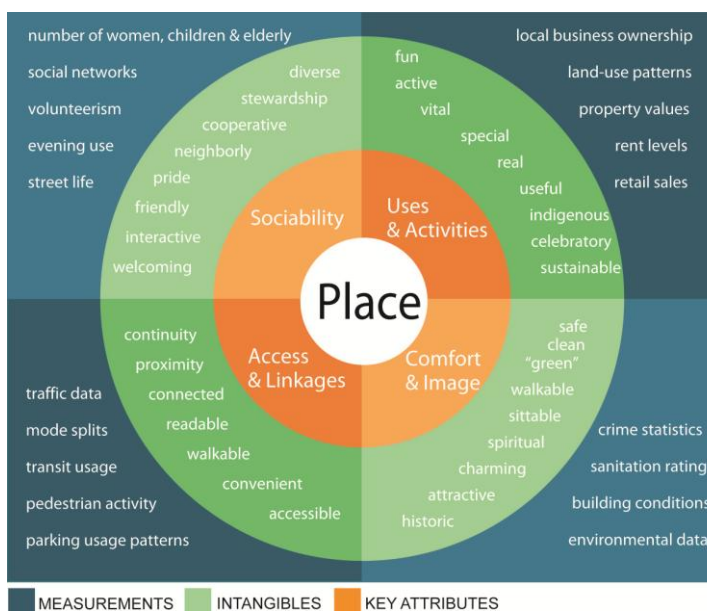 number of women, children & elderly
social networks
volunteerism
evening use
street life
diverse
stewardship
cooperative
neighborly
pride
friendly
interactive
welcoming
Sociability
fun
active
vital
special
real
useful
indigenous
celebratory
sustainable
Uses
& Activities
local business ownership
land-use patterns
property values
rent levels
retail sales
Place
traffic data
mode splits
transit usage
pedestrian activity
parking usage patterns
continuity
proximity
connected
readable
walkable
convenient
accessible
Access
& Linkages
Comfort
& Image
safe
clean
“green”
walkable
sittable
spiritual
charming
attractive
historic
crime statistics
sanitation rating
building conditions
environmental data
MEASUREMENTS INTANGIBLES KEY ATTRIBUTES